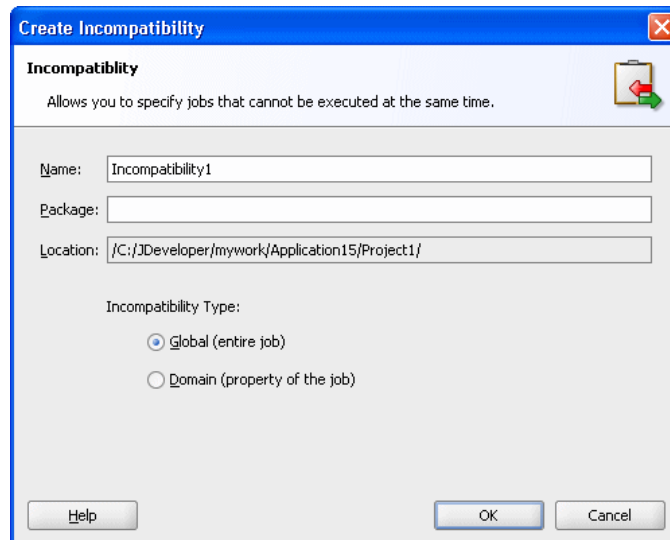 Create Incompatibility
Incompatiblity
Allows you to specify jobs that cannot be executed at the same time.
Name: Incompatibility1
Package:
Location: /C:/JDeveloper/mywork/Application15/Project1/
Incompatibility Type:
Global (entire job)
Domain (property of the job)
Help OK Cancel